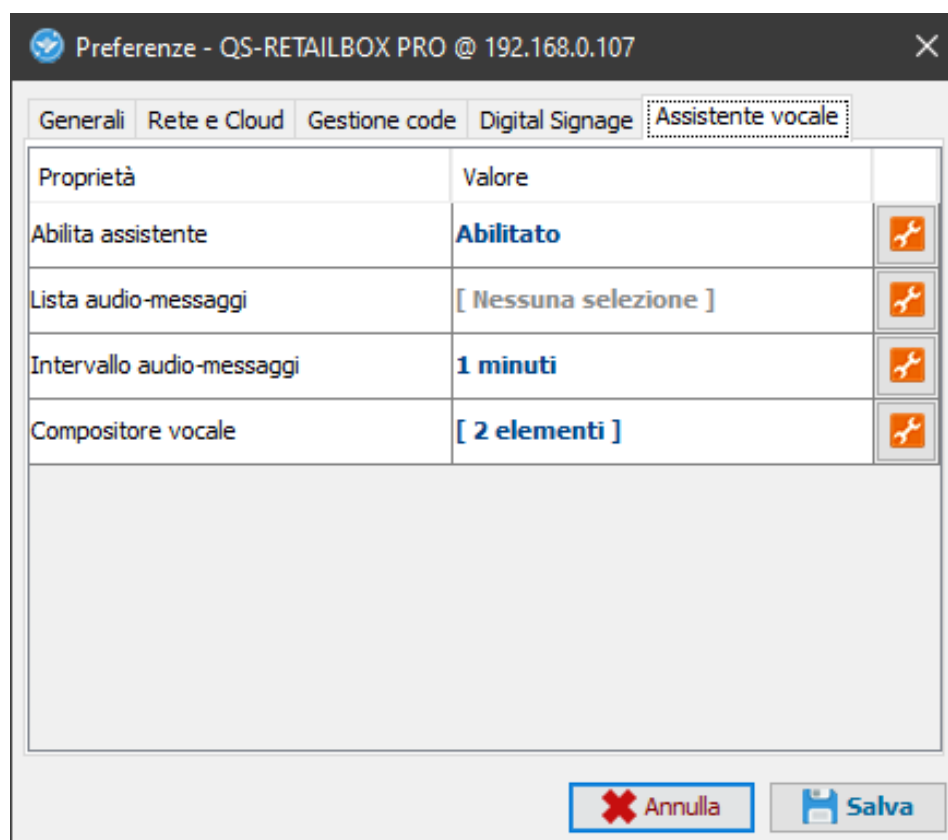 Preferenze - QS-RETAILBOX PRO @ 192.168.0.107
Generali Rete e Cloud Gestione code Digital Signage Assistente vocale
Proprietà Valore
Abilita assistente Abilitato
Lista audio-messaggi [ Nessuna selezione ]
Intervallo audio-messaggi 1 minuti
Compositore vocale [ 2 elementi ]
Annulla Salva